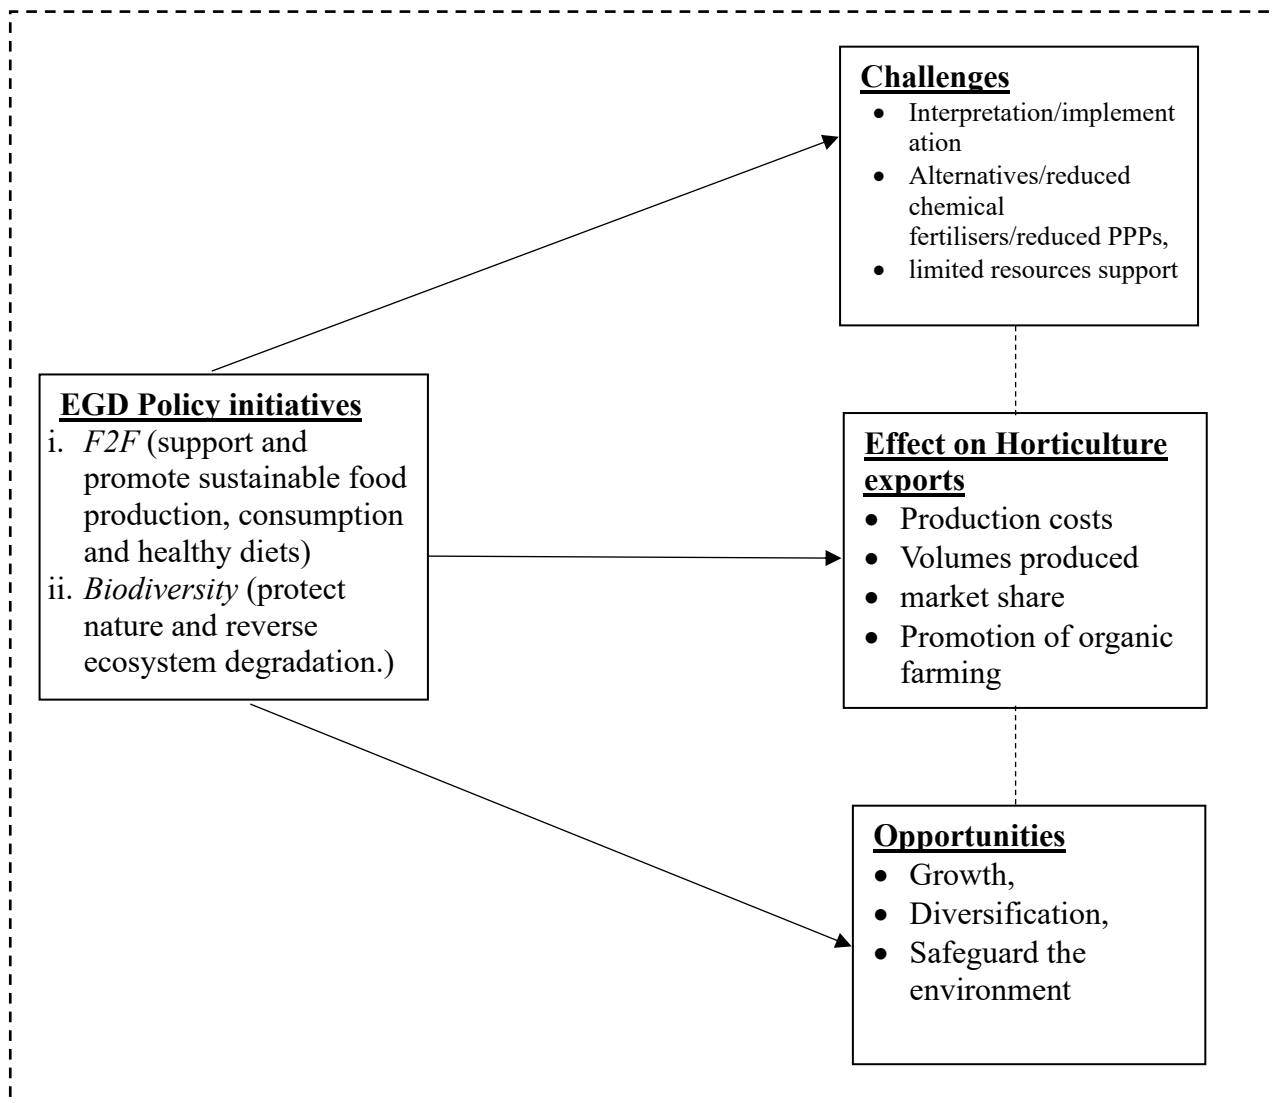 Challenges
• Interpretation/implement
ation
• Alternatives/reduced
chemical
fertilisers/reduced PPPs,
• limited resources support
EGD Policy initiatives
i. F2F (support and
promote sustainable food
production, consumption
and healthy diets)
ii. Biodiversity (protect
nature and reverse
ecosystem degradation.)
Effect on Horticulture
exports
• Production costs
• Volumes produced
• market share
• Promotion of organic
farming
Opportunities
• Growth,
• Diversification,
• Safeguard the
environment